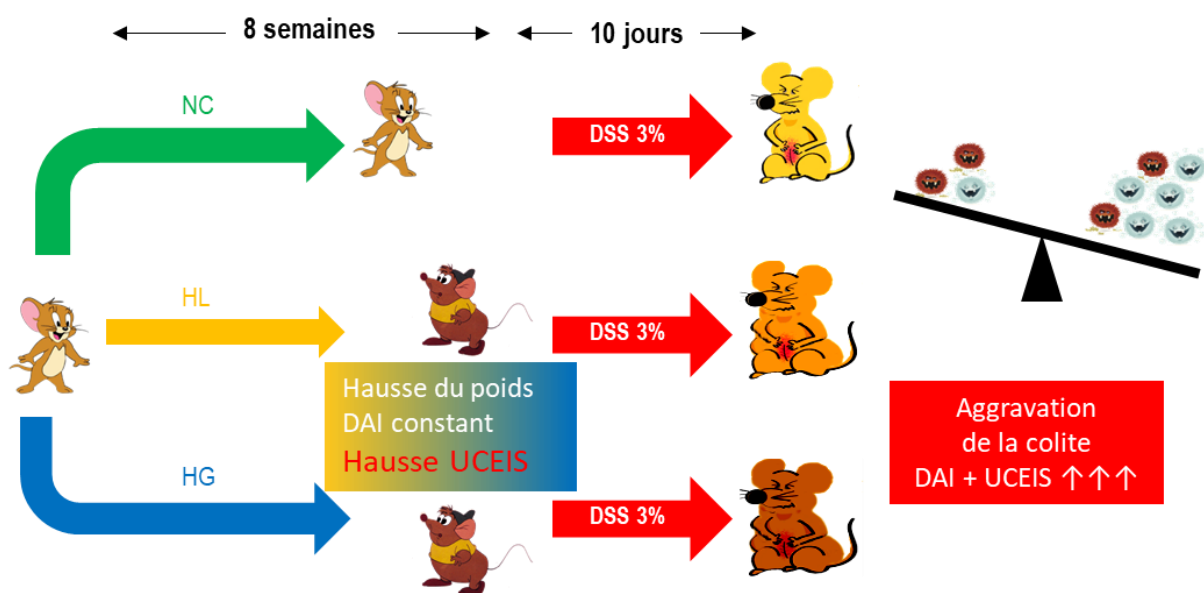 8 semaines
10 jours
NC
DSS 3%
HL
DSS 3%
Hausse du poids
DAI constant
Hausse UCEIS
HG
DSS 3%
Aggravation
de la colite
DAI + UCEIS ↑↑↑